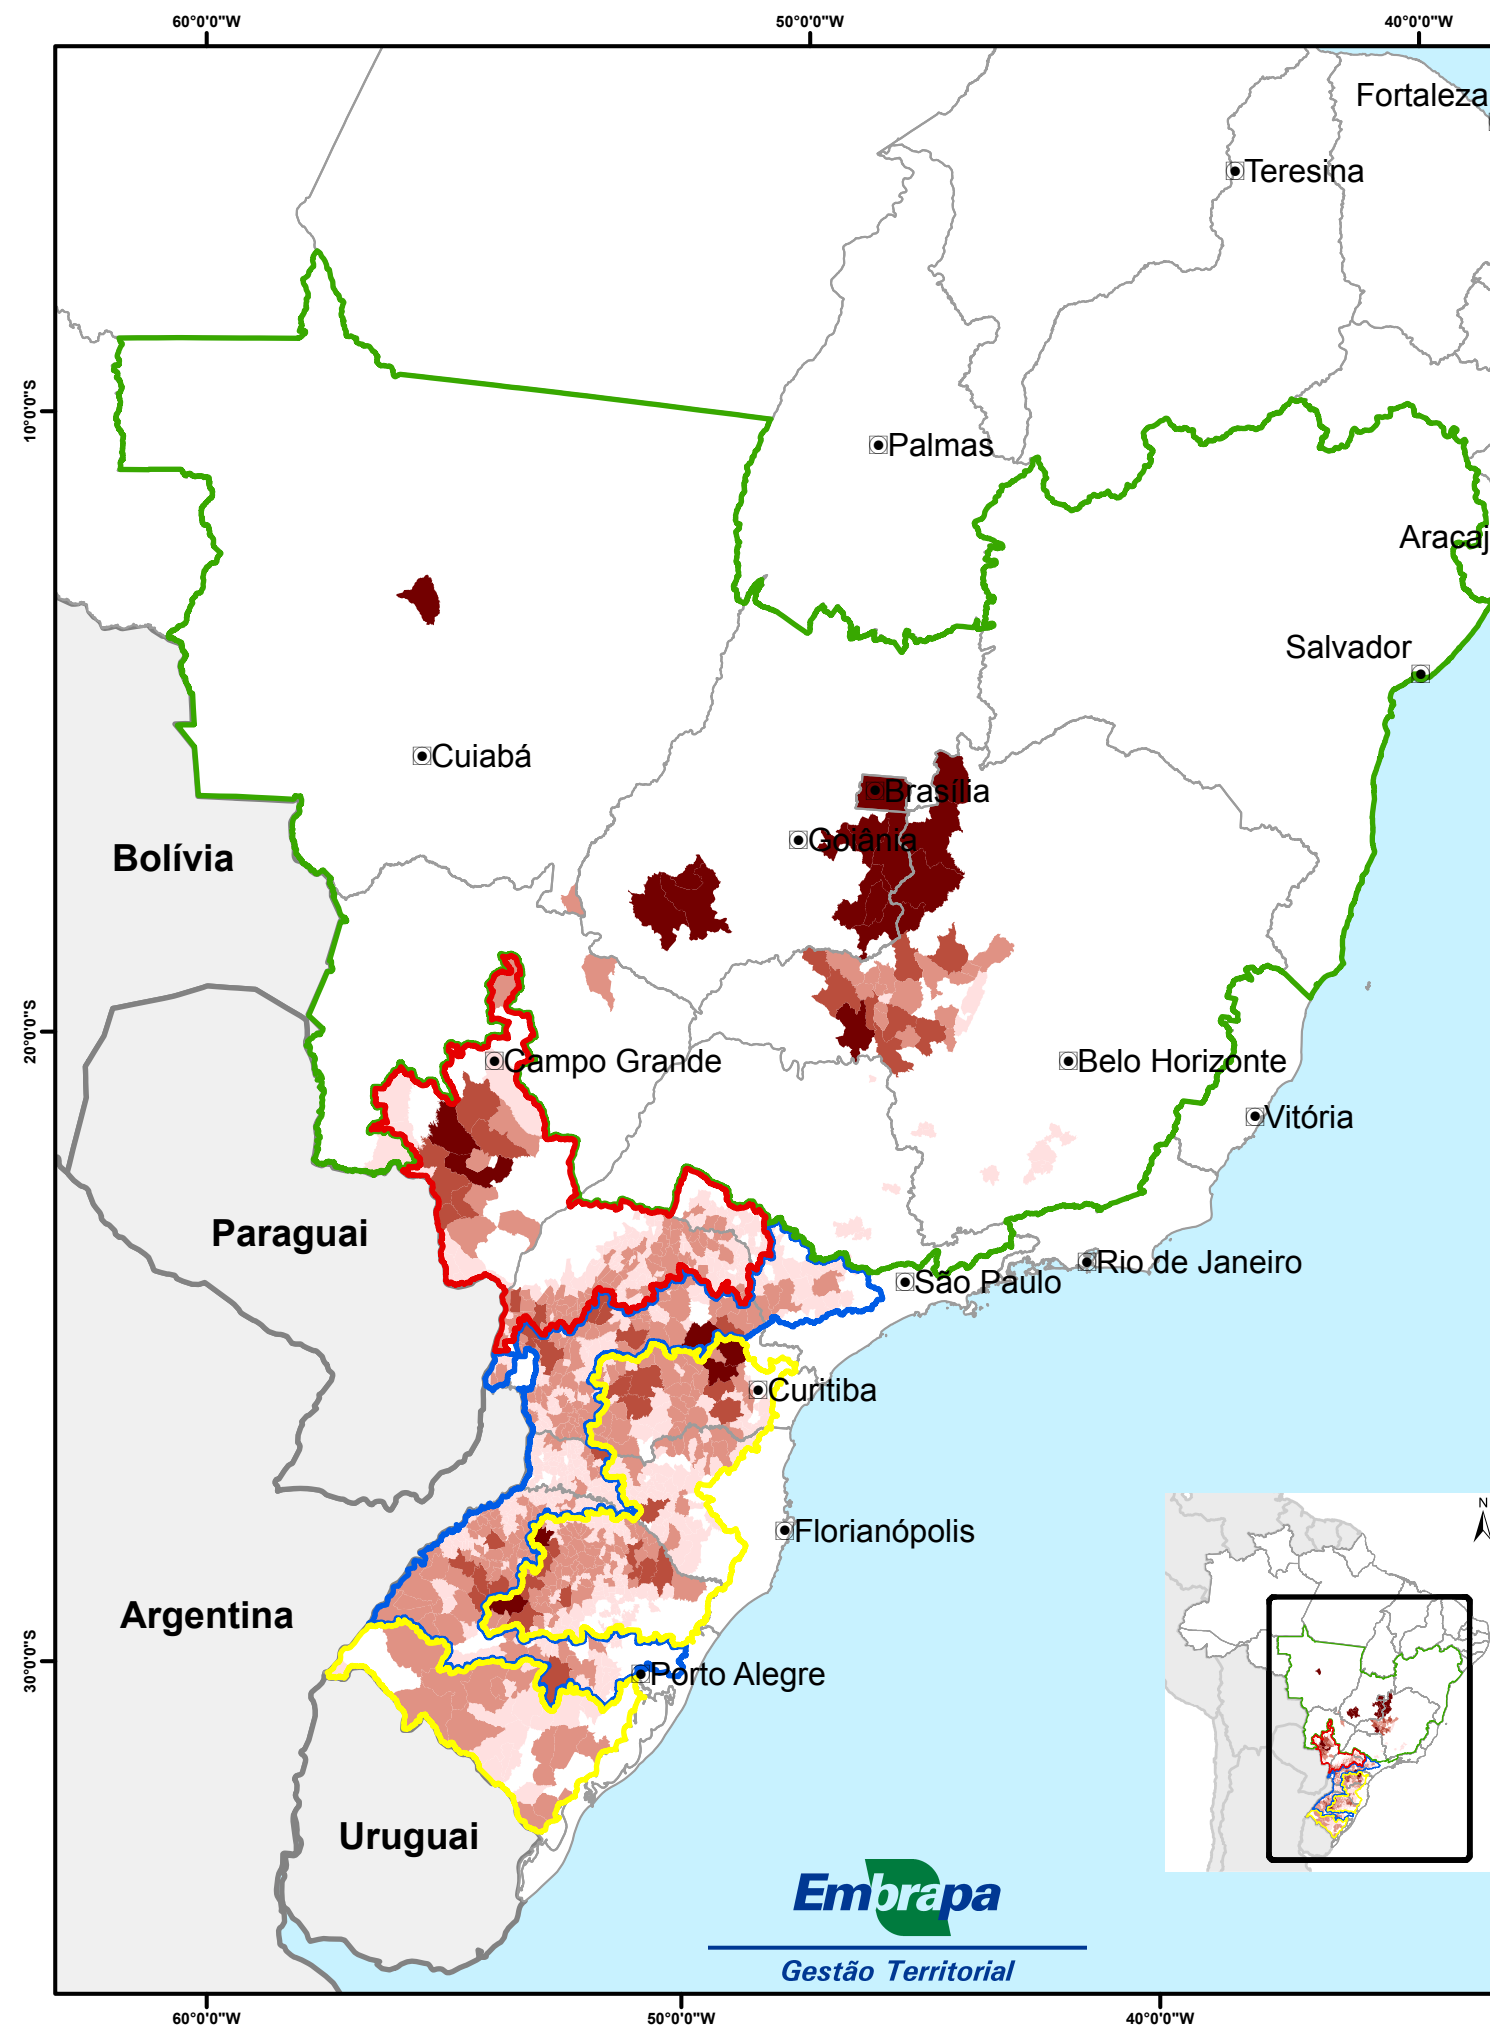 60°0'0"W
50°0'0"W
40°0'0"W
Fortaleza
Teresina
10°0'0"S
Palmas
Aracaj
Salvador
Cuiabá
Brasília
Goiânia
Bolívia
20°0'0"S
Campo Grande
Belo Horizonte
Vitória
Paraguai
Rio de Janeiro
São Paulo
Curitiba
N
Florianópolis
Argentina
30°0'0"S
Porto Alegre
Uruguai
Embrapa
Gestão Territorial
60°0'0"W
50°0'0"W
40°0'0"W